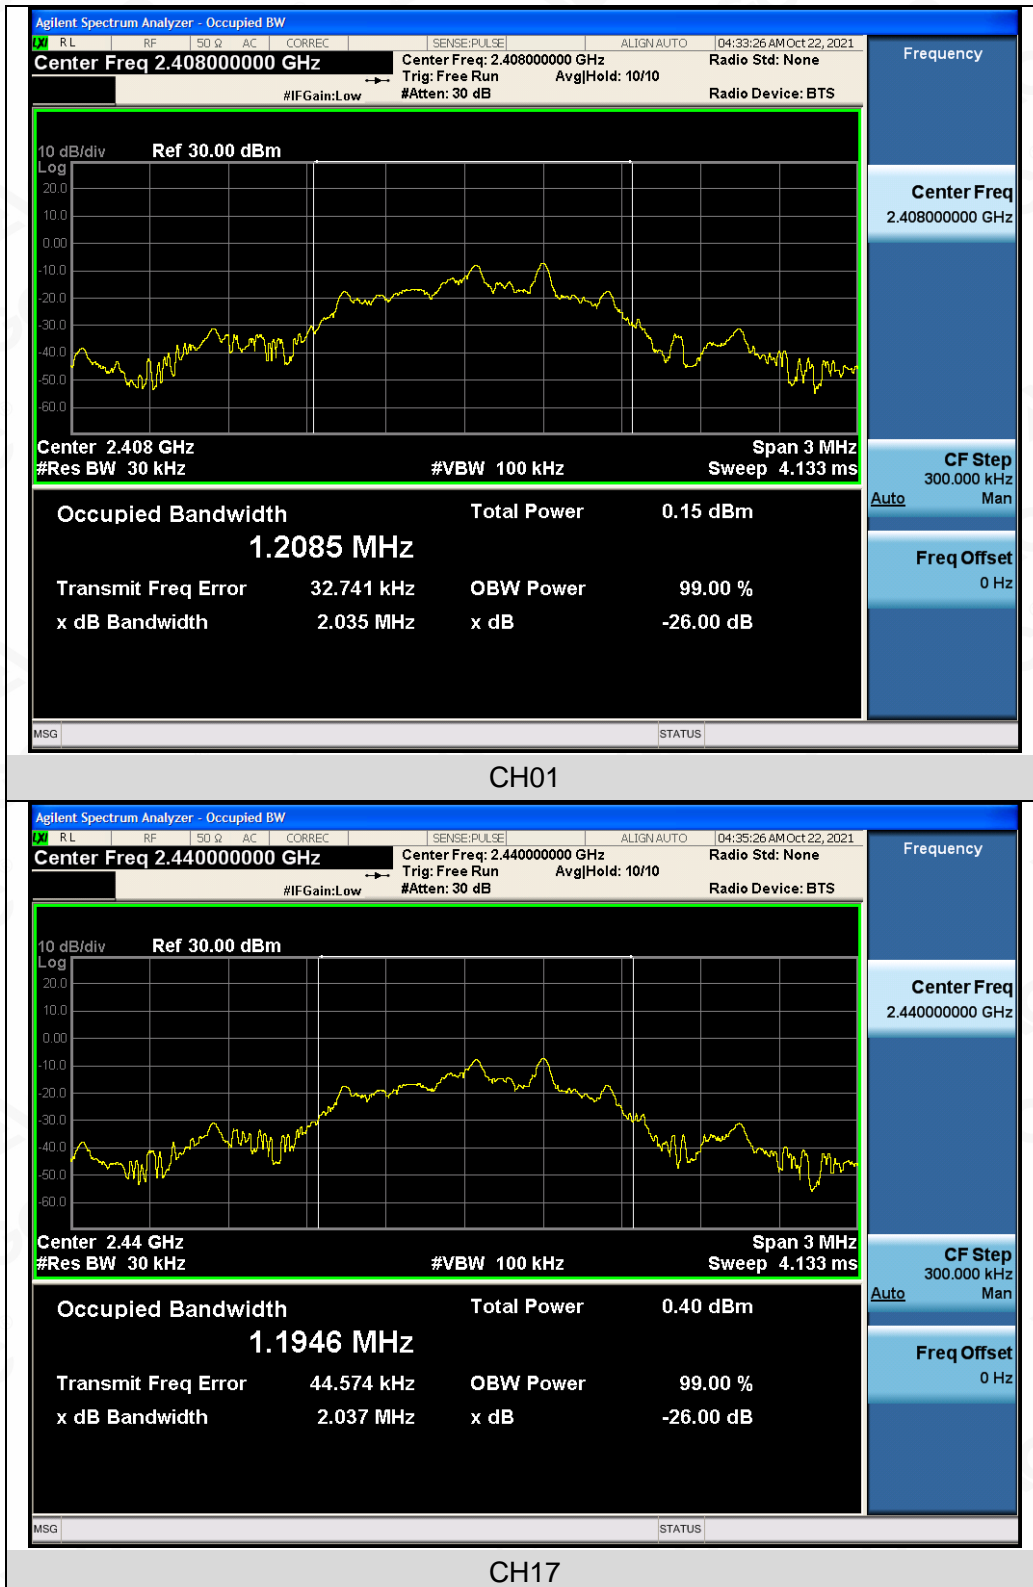 Agilent Spectrum Analyzer - Occupied BW
LXI RL RF 50 Ω AC CORREC SENSE:PULSE ALIGN AUTO 04:33:26 AM Oct 22, 2021
Center Freq 2.408000000 GHz Center Freq: 2.408000000 GHz Radio Std: None
Trig: Free Run Avg|Hold: 10/10
#IFGain:Low #Atten: 30 dB Radio Device: BTS
Frequency
10 dB/div Ref 30.00 dBm
Log
20.0
10.0
0.00
-10.0
-20.0
-30.0
-40.0
-50.0
-60.0
Center 2.408 GHz Span 3 MHz
#Res BW 30 kHz #VBW 100 kHz Sweep 4.133 ms
Center Freq
2.408000000 GHz
CF Step
300.000 kHz
Auto Man
Freq Offset
0 Hz
Occupied Bandwidth Total Power 0.15 dBm
1.2085 MHz
Transmit Freq Error 32.741 kHz OBW Power 99.00 %
x dB Bandwidth 2.035 MHz x dB -26.00 dB
MSG STATUS
CH01
Agilent Spectrum Analyzer - Occupied BW
LXI RL RF 50 Ω AC CORREC SENSE:PULSE ALIGN AUTO 04:35:26 AM Oct 22, 2021
Center Freq 2.440000000 GHz Center Freq: 2.440000000 GHz Radio Std: None
Trig: Free Run Avg|Hold: 10/10
#IFGain:Low #Atten: 30 dB Radio Device: BTS
Frequency
10 dB/div Ref 30.00 dBm
Log
20.0
10.0
0.00
-10.0
-20.0
-30.0
-40.0
-50.0
-60.0
Center 2.44 GHz Span 3 MHz
#Res BW 30 kHz #VBW 100 kHz Sweep 4.133 ms
Center Freq
2.440000000 GHz
CF Step
300.000 kHz
Auto Man
Freq Offset
0 Hz
Occupied Bandwidth Total Power 0.40 dBm
1.1946 MHz
Transmit Freq Error 44.574 kHz OBW Power 99.00 %
x dB Bandwidth 2.037 MHz x dB -26.00 dB
MSG STATUS
CH17